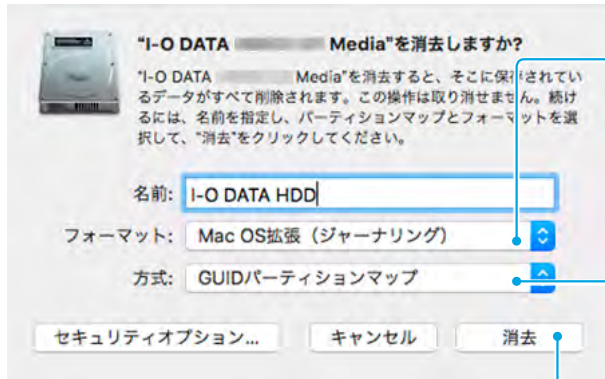 "I-O DATA Media"を消去しますか?
"I-O DATA Media"を消去すると、そこに保存されてい
るデータがすべて削除されます。この操作は取り消せません。続け
るには、名前を指定し、パーティションマップとフォーマットを選
択して、"消去"をクリックしてください。
名前: I-O DATA HDD
フォーマット: Mac OS拡張（ジャーナリング）
方式: GUIDパーティションマップ
セキュリティオプション... キャンセル 消去